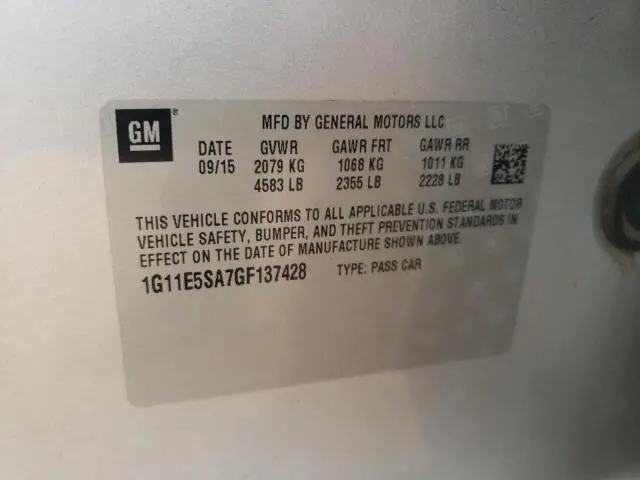 GM®
MFD BY GENERAL MOTORS LLC
DATE GVWR GAWR FRT GAWR RR
09/15 2079 KG 1068 KG 1011 KG
4583 LB 2355 LB 2228 LB
THIS VEHICLE CONFORMS TO ALL APPLICABLE U.S. FEDERAL MOTOR
VEHICLE SAFETY, BUMPER, AND THEFT PREVENTION STANDARDS IN
EFFECT ON THE DATE OF MANUFACTURE SHOWN ABOVE.
1G11E5SA7GF137428 TYPE: PASS CAR